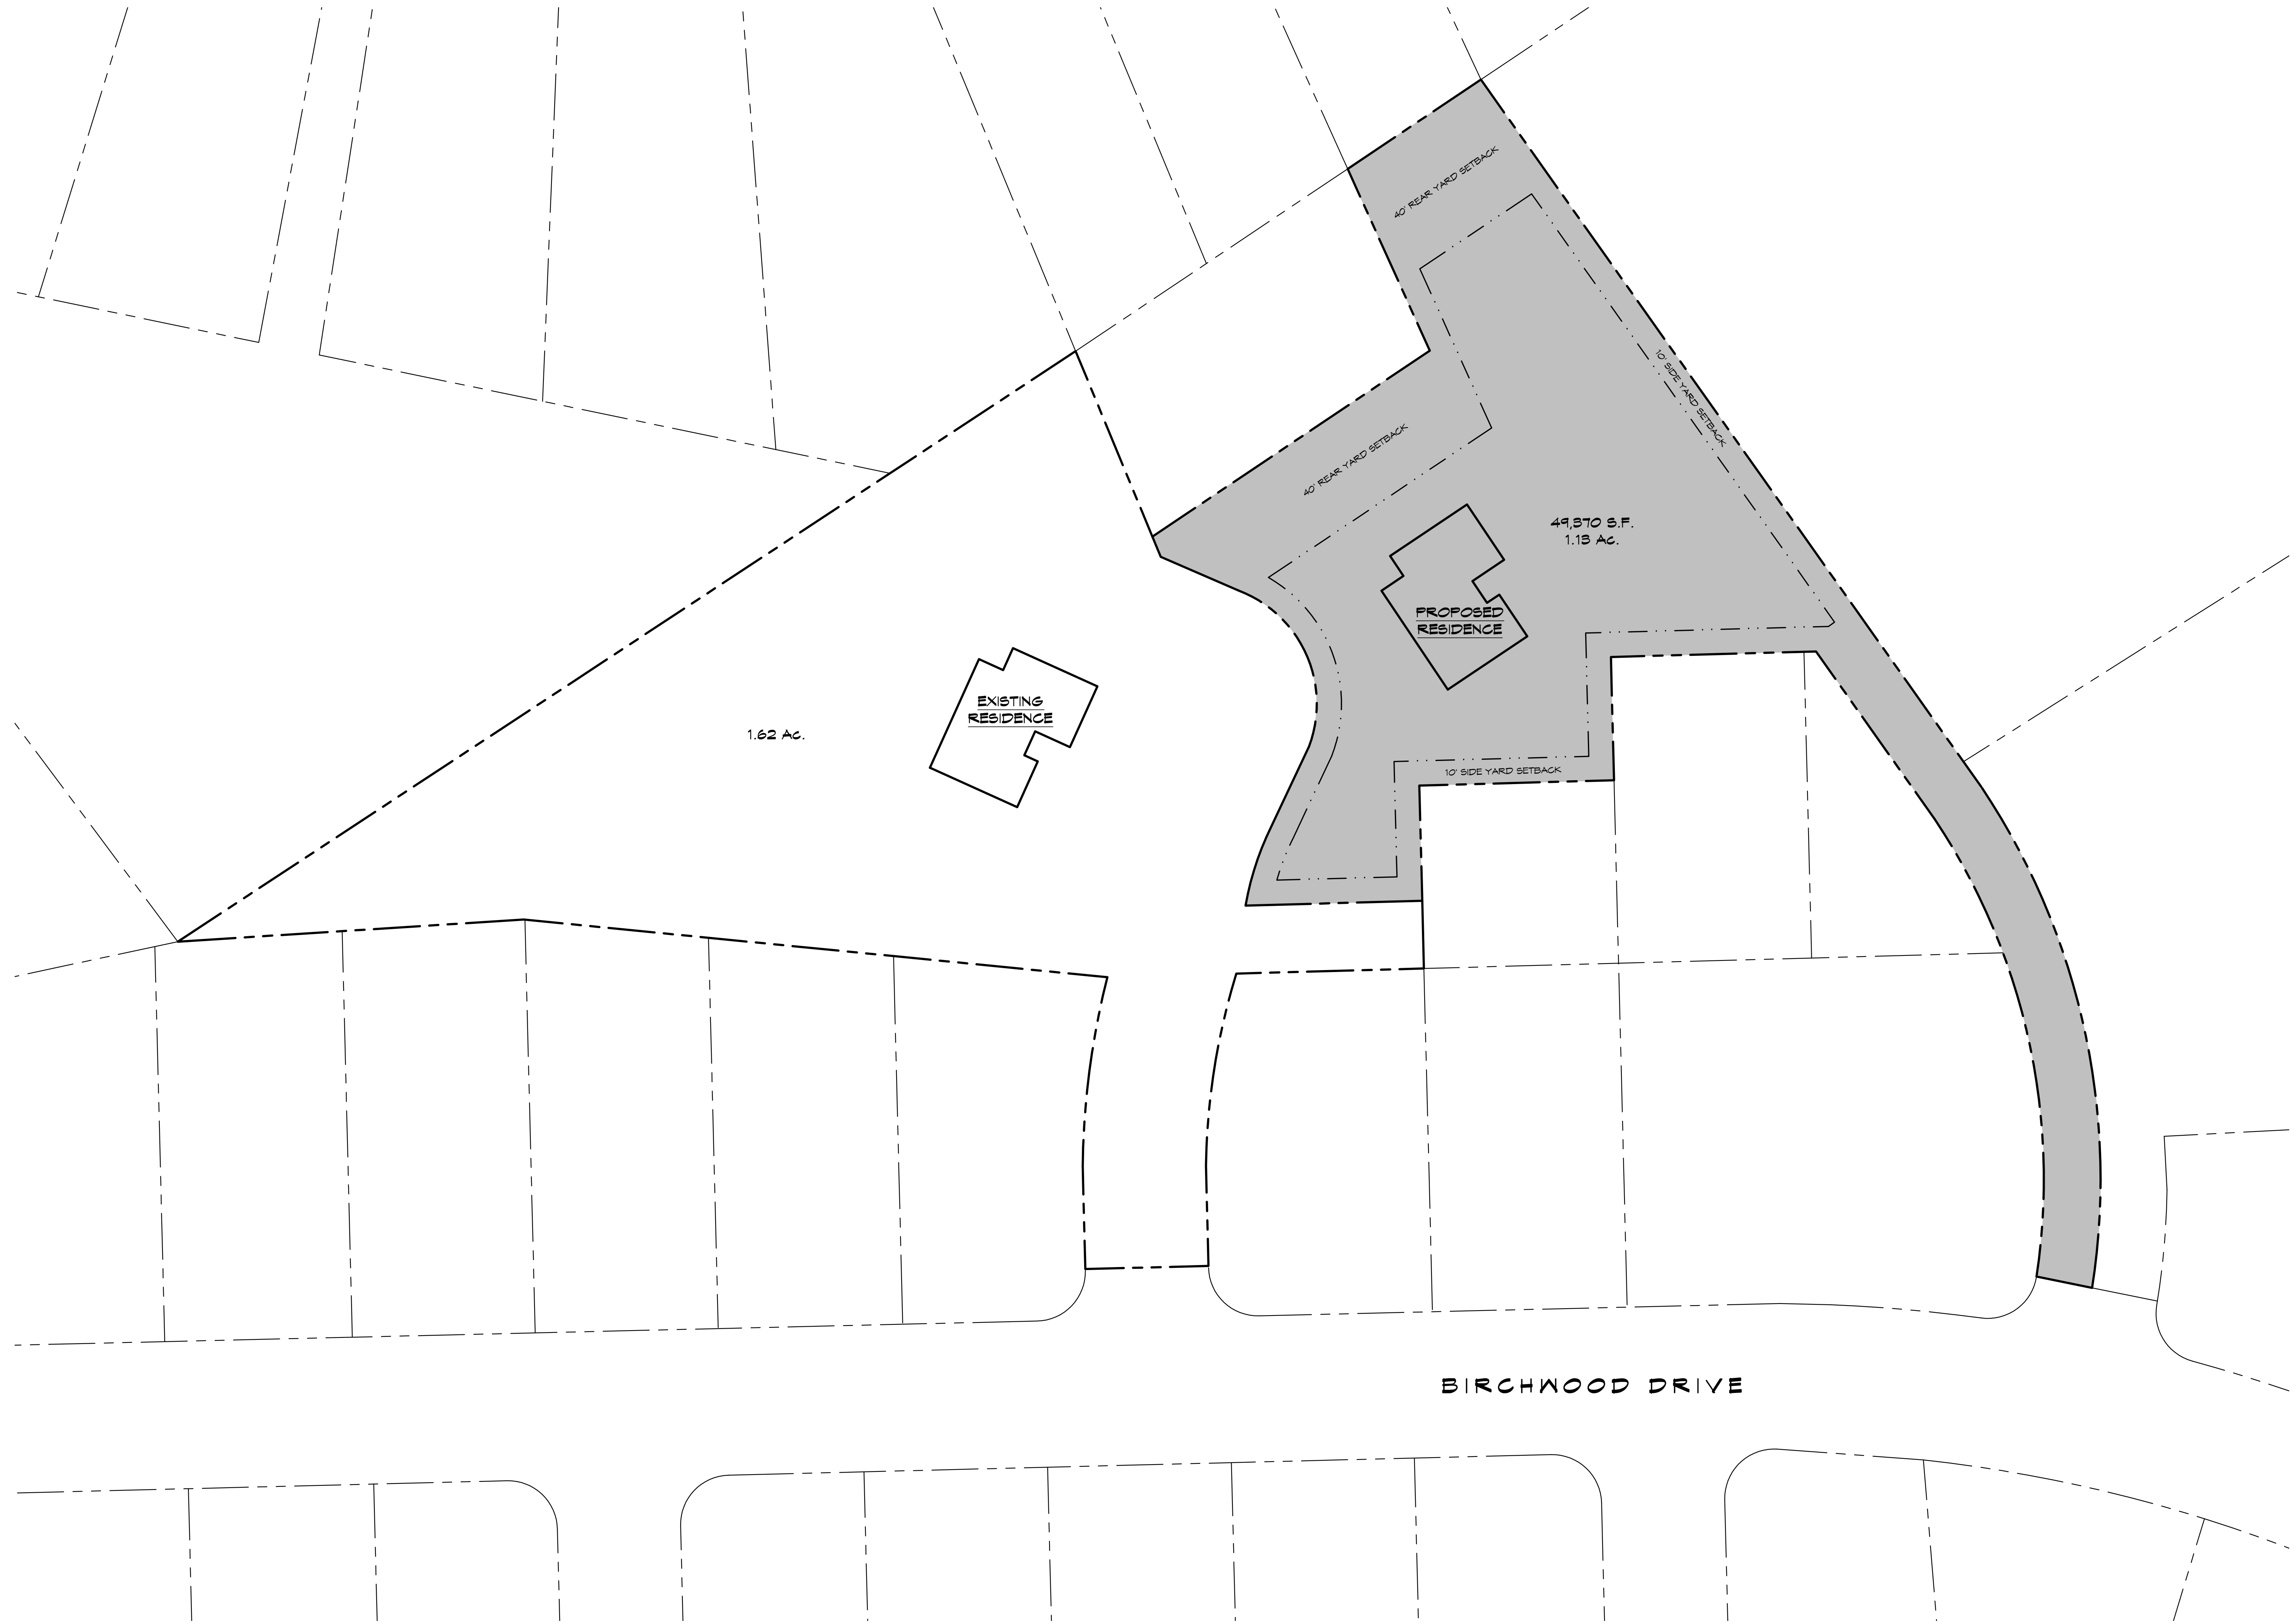 40' REAR YARD SETBACK
10' SIDE YARD SETBACK
40' REAR YARD SETBACK
49,370 S.F.
1.13 Ac.
PROPOSED
RESIDENCE
EXISTING
RESIDENCE
1.62 Ac.
10' SIDE YARD SETBACK
BIRCHWOOD DRIVE